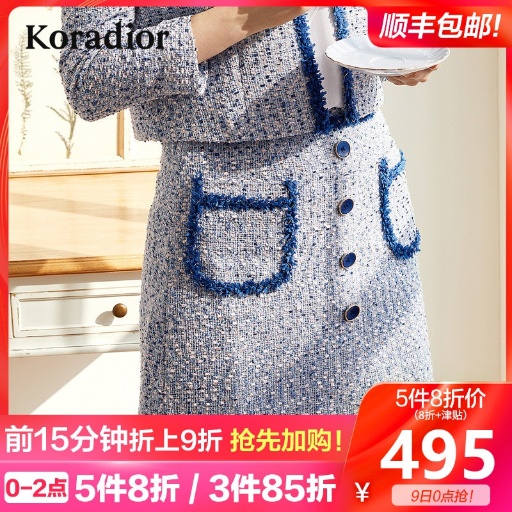 Koradior
顺丰包邮!
5件8折价
(8折+津贴)
前15分钟折上9折 抢先加购!
¥495
0-2点 5件8折 / 3件85折
9日0点抢!